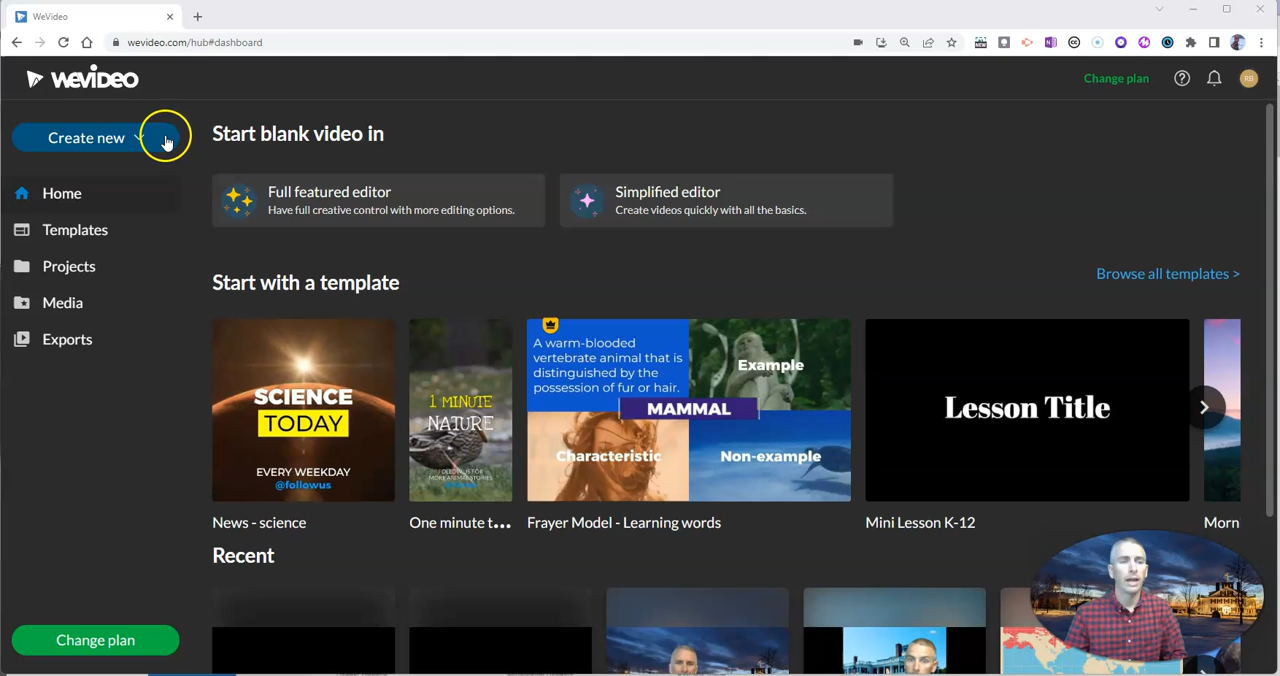 WeVideo
wevideo.com/hub#dashboard
WEVIDEO
Change plan
RB
Create new
Start blank video in
Home
Full featured editor
Have full creative control with more editing options.
Simplified editor
Create videos quickly with all the basics.
Templates
Projects
Media
Exports
Start with a template
Browse all templates >
SCIENCE
TODAY
EVERY WEEKDAY
@followus
1 MINUTE
NATURE
A warm-blooded
vertebrate animal that is
distinguished by the
possession of fur or hair.
Example
MAMMAL
Characteristic
Non-example
Lesson Title
News - science
One minute t...
Frayer Model - Learning words
Mini Lesson K-12
Morn
Recent
Change plan